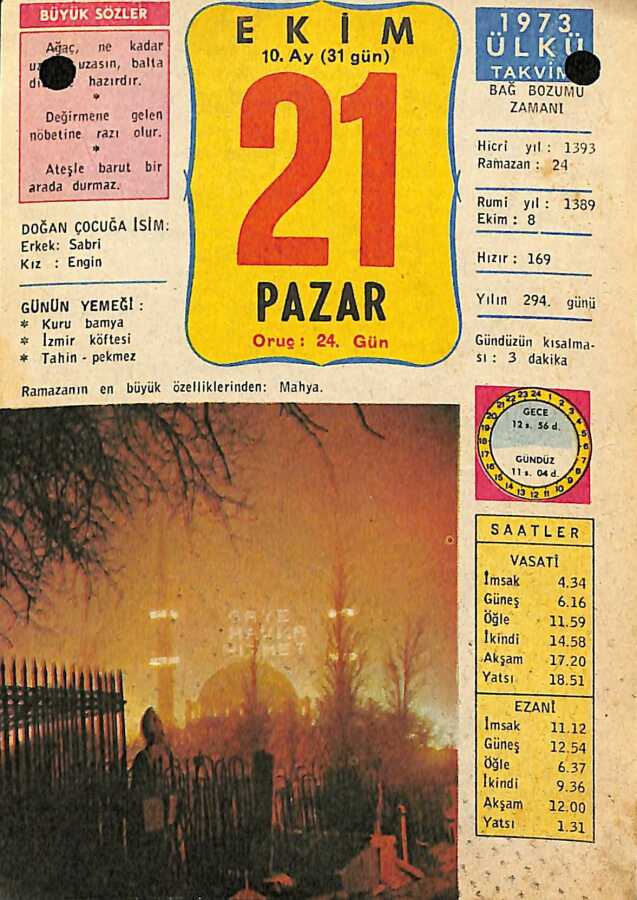 BÜYÜK SÖZLER
Ağaç, ne kadar
uzasın, balta
hazırdır.
*
Değirmene gelen
nöbetine razı olur.
*
Ateşle barut bir
arada durmaz.
DOĞAN ÇOCUĞA İSİM:
Erkek: Sabri
Kız : Engin
GÜNÜN YEMEĞİ :
* Kuru bamya
* İzmir köftesi
* Tahin - pekmez
EKİM
10. Ay (31 gün)
21
PAZAR
Oruç: 24. Gün
1973
ÜLKÜ
TAKVİM
BAĞ BOZUMU
ZAMANI
Hicri yıl : 1393
Ramazan : 24
Rumi yıl : 1389
Ekim : 8
Hızır : 169
Yılın 294. günü
Gündüzün kısalma-
sı : 3 dakika
Ramazanın en büyük özelliklerinden: Mahya.
GECE
12 s. 56 d.
GÜNDÜZ
11 s. 04 d.
SAATLER
VASATİ
İmsak 4.34
Güneş 6.16
Öğle 11.59
İkindi 14.58
Akşam 17.20
Yatsı 18.51
EZANİ
İmsak 11.12
Güneş 12.54
Öğle 6.37
İkindi 9.36
Akşam 12.00
Yatsı 1.31